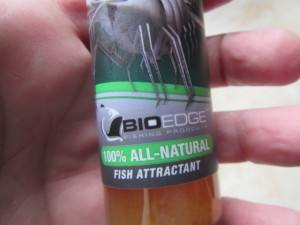 BIOEDGE
FISHING PRODUCTS
100% ALL-NATURAL
FISH ATTRACTANT